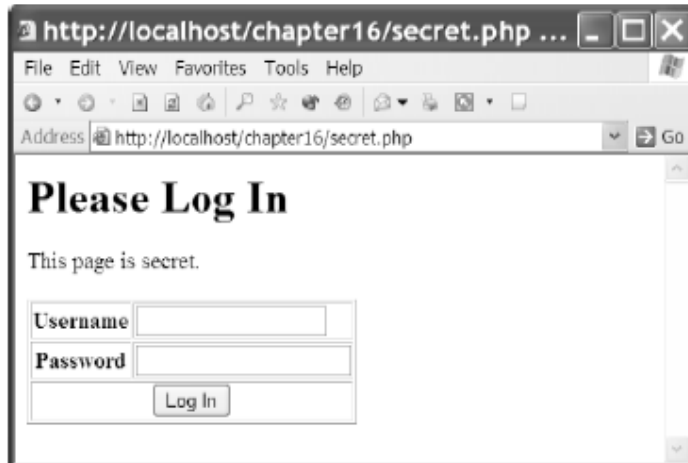 http://localhost/chapter16/secret.php ...
File Edit View Favorites Tools Help
Address http://localhost/chapter16/secret.php Go
Please Log In
This page is secret.
Username
Password
Log In